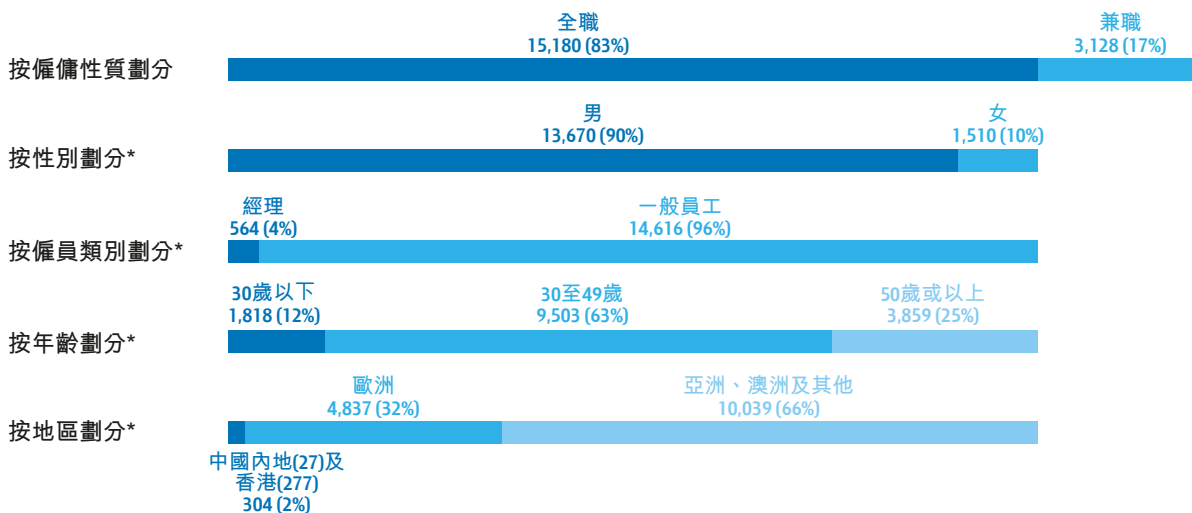 全職
15,180 (83%)
兼職
3,128 (17%)
按僱傭性質劃分
男
13,670 (90%)
女
1,510 (10%)
按性別劃分*
經理
564 (4%)
一般員工
14,616 (96%)
按僱員類別劃分*
30歲以下
1,818 (12%)
30至49歲
9,503 (63%)
50歲或以上
3,859 (25%)
按年齡劃分*
歐洲
4,837 (32%)
亞洲、澳洲及其他
10,039 (66%)
按地區劃分*
中國內地(27)及
香港(277)
304 (2%)